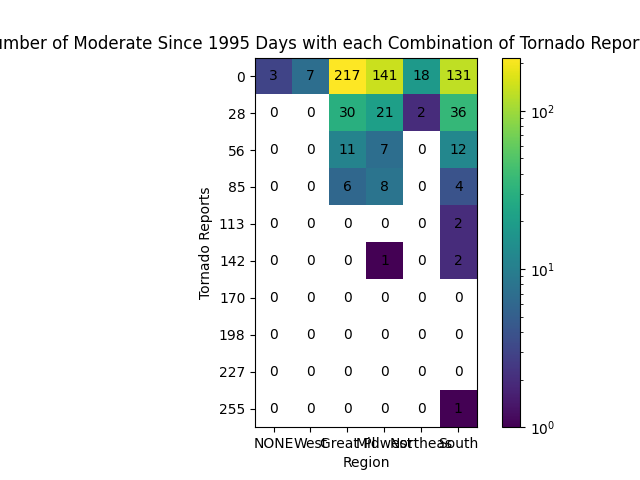 umber of Moderate Since 1995 Days with each Combination of Tornado Repor
0 3 7 217 141 18 131
28 0 0 30 21 2 36
56 0 0 11 7 0 12
85 0 0 6 8 0 4
113 0 0 0 0 0 2
142 0 0 0 1 0 2
170 0 0 0 0 0 0
198 0 0 0 0 0 0
227 0 0 0 0 0 0
255 0 0 0 0 0 1
NONE West Great Pl Midwest Northeas South
Region
Tornado Reports
10²
10¹
10⁰